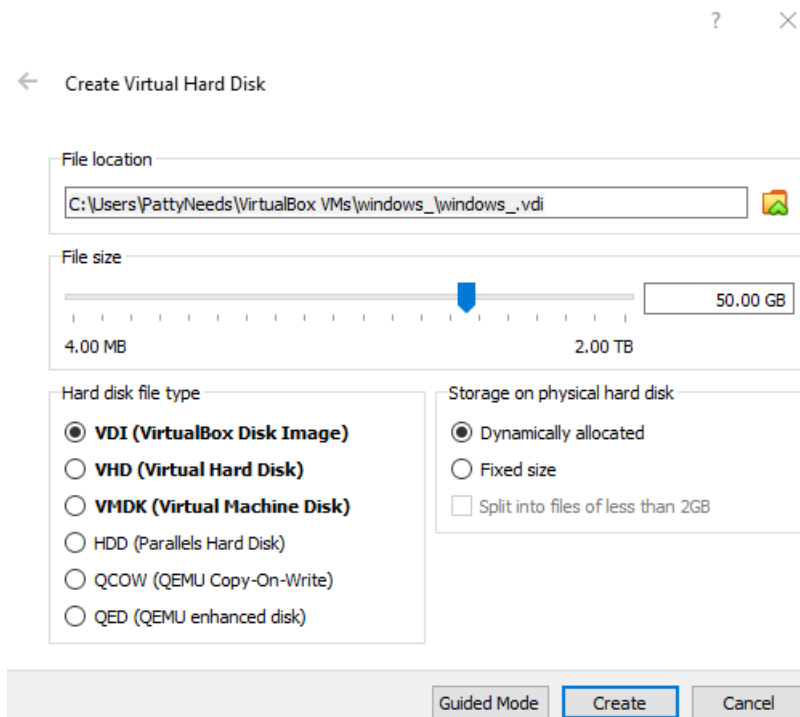 ?
Create Virtual Hard Disk
File location
C:\Users\PattyNeeds\VirtualBox VMs\windows_\windows_.vdi
File size
50.00 GB
4.00 MB 2.00 TB
Hard disk file type
VDI (VirtualBox Disk Image)
VHD (Virtual Hard Disk)
VMDK (Virtual Machine Disk)
HDD (Parallels Hard Disk)
QCOW (QEMU Copy-On-Write)
QED (QEMU enhanced disk)
Storage on physical hard disk
Dynamically allocated
Fixed size
Split into files of less than 2GB
Guided Mode Create Cancel